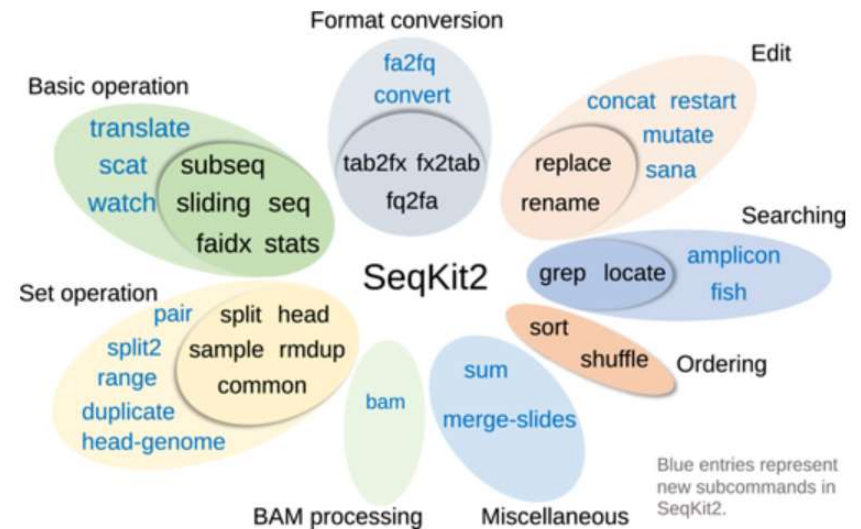 Format conversion
fa2fq
convert
tab2fx fx2tab
fq2fa
Edit
concat restart
mutate
sana
replace
rename
Basic operation
translate
scat
watch
subseq
sliding seq
faidx stats
Searching
amplicon
fish
grep locate
SeqKit2
Set operation
pair
split2
range
duplicate
head-genome
split head
sample rmdup
common
sort
shuffle
Ordering
bam
BAM processing
sum
merge-slides
Miscellaneous
Blue entries represent
new subcommands in
SeqKit2.